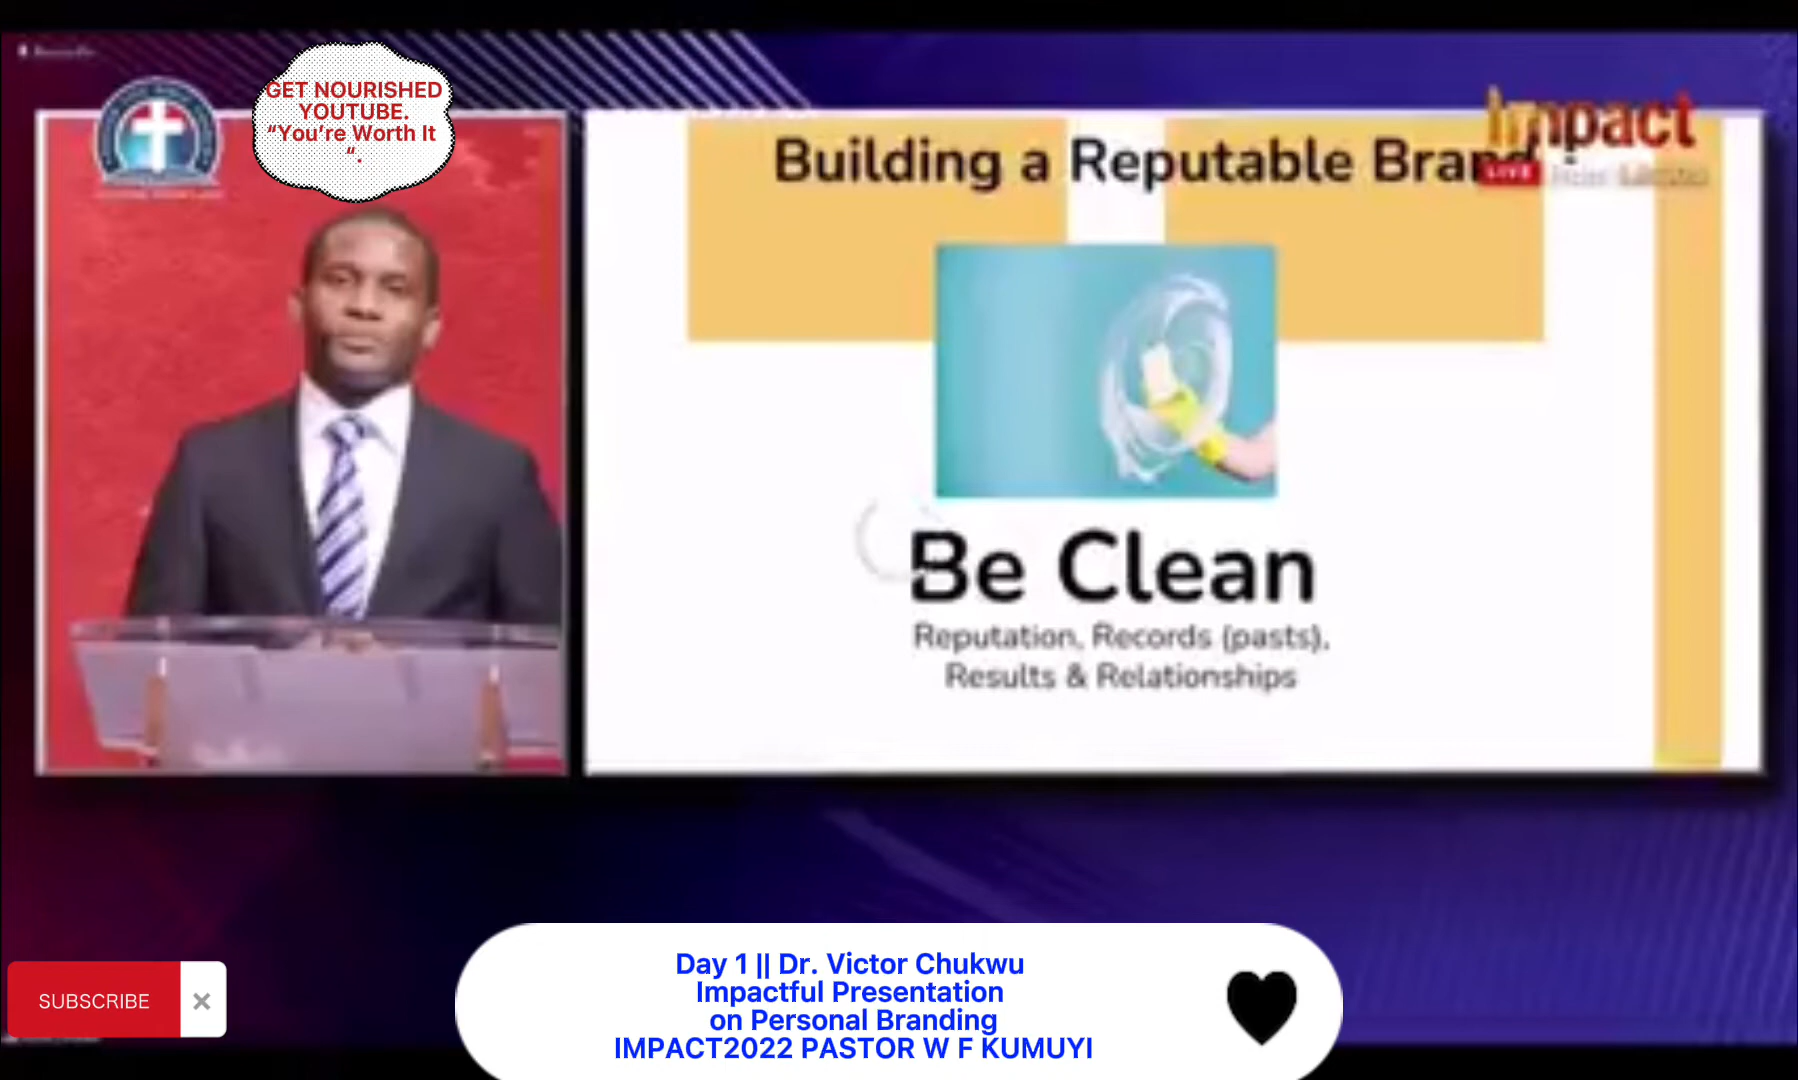 GET NOURISHED
YOUTUBE.
“You’re Worth It
“.
Impact
LIVE
Building a Reputable Brand
Be Clean
Reputation, Records (pasts),
Results & Relationships
SUBSCRIBE
Day 1 || Dr. Victor Chukwu
Impactful Presentation
on Personal Branding
IMPACT2022 PASTOR W F KUMUYI